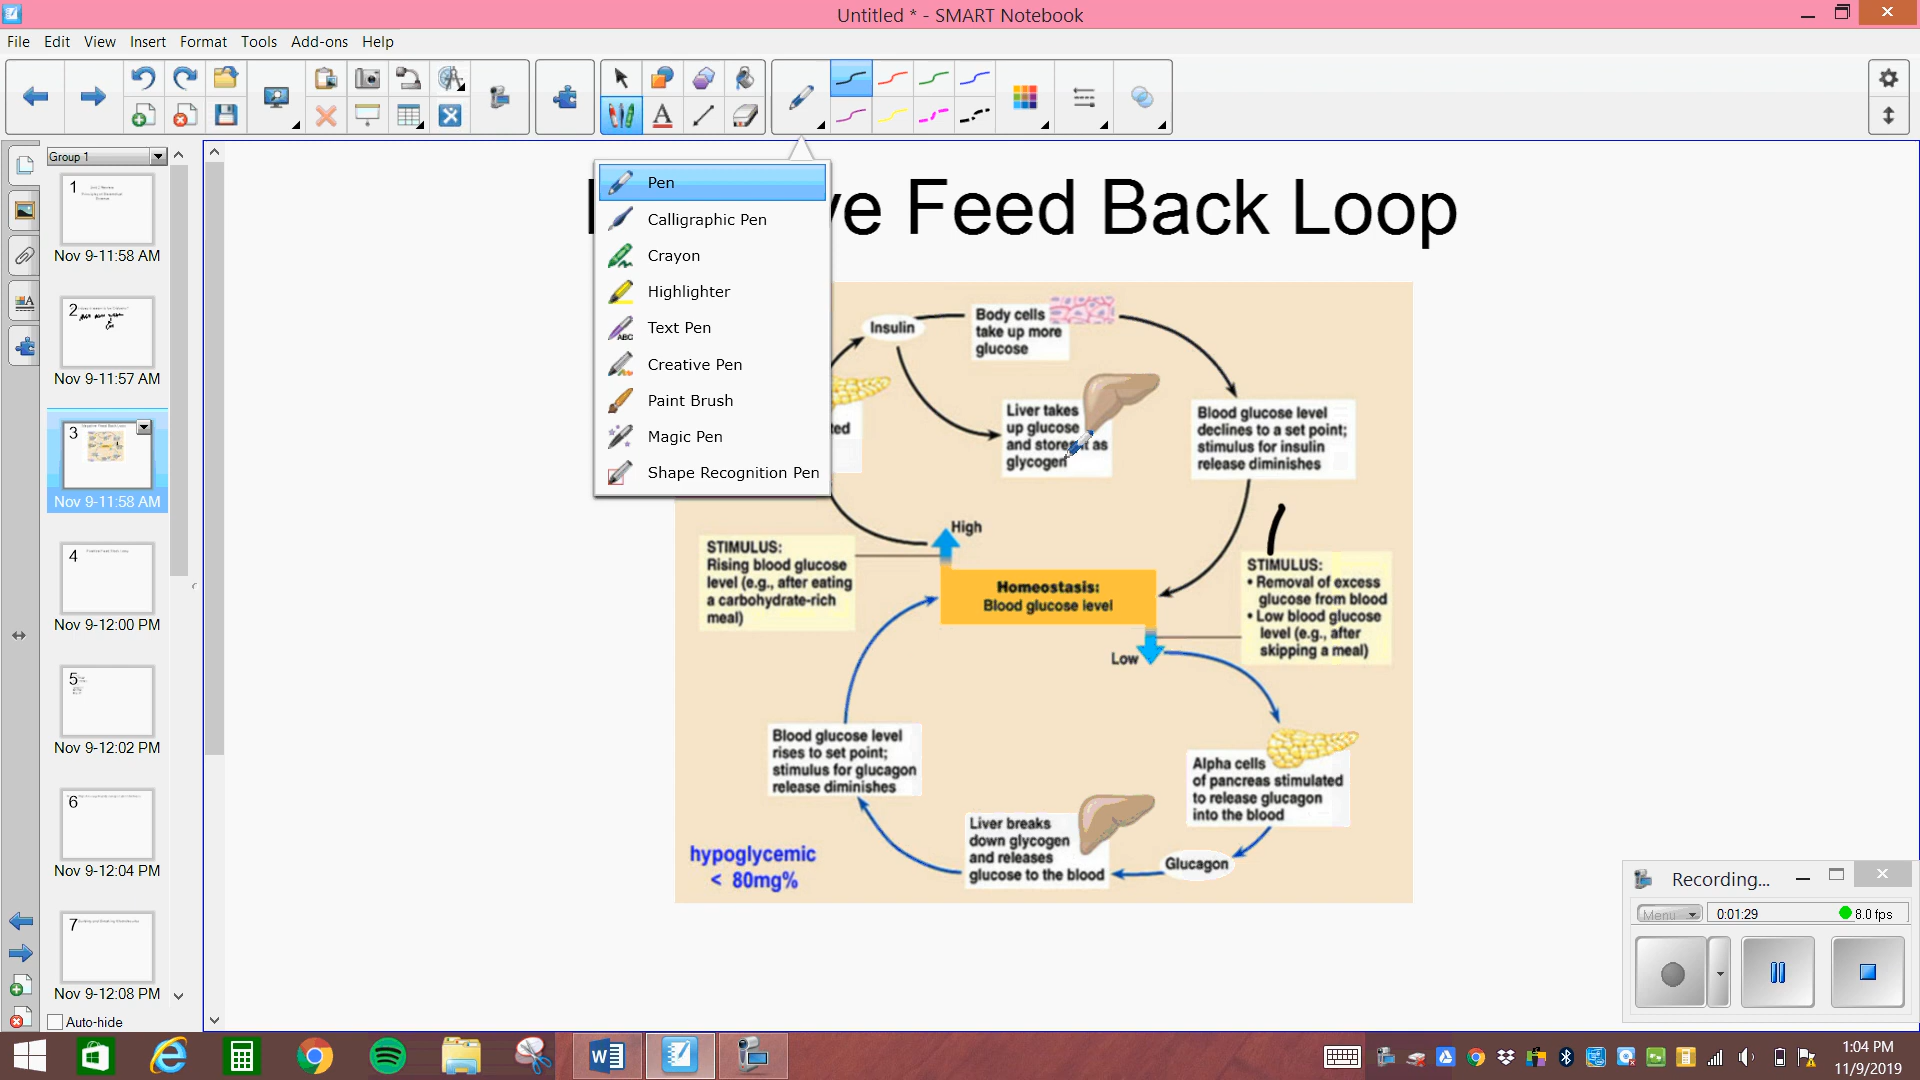 Untitled * - SMART Notebook
File Edit View Insert Format Tools Add-ons Help
Group 1
1
Nov 9-11:58 AM
2
Nov 9-11:57 AM
3
Nov 9-11:58 AM
4
Nov 9-12:00 PM
5
Nov 9-12:02 PM
6
Nov 9-12:04 PM
7
Nov 9-12:08 PM
Auto-hide
Pen
Calligraphic Pen
Crayon
Highlighter
Text Pen
ABC
Creative Pen
Paint Brush
Magic Pen
Shape Recognition Pen
ve Feed Back Loop
Insulin
Body cells
take up more
glucose
Liver takes
up glucose
and stores it as
glycogen
Blood glucose level
declines to a set point;
stimulus for insulin
release diminishes
High
STIMULUS:
Rising blood glucose
level (e.g., after eating
a carbohydrate-rich
meal)
Homeostasis:
Blood glucose level
STIMULUS:
• Removal of excess
glucose from blood
• Low blood glucose
level (e.g., after
skipping a meal)
Low
Blood glucose level
rises to set point;
stimulus for glucagon
release diminishes
Alpha cells
of pancreas stimulated
to release glucagon
into the blood
Liver breaks
down glycogen
and releases
glucose to the blood
Glucagon
hypoglycemic
< 80mg%
Recording...
Menu
0:01:29
8.0 fps
1:04 PM
11/9/2019